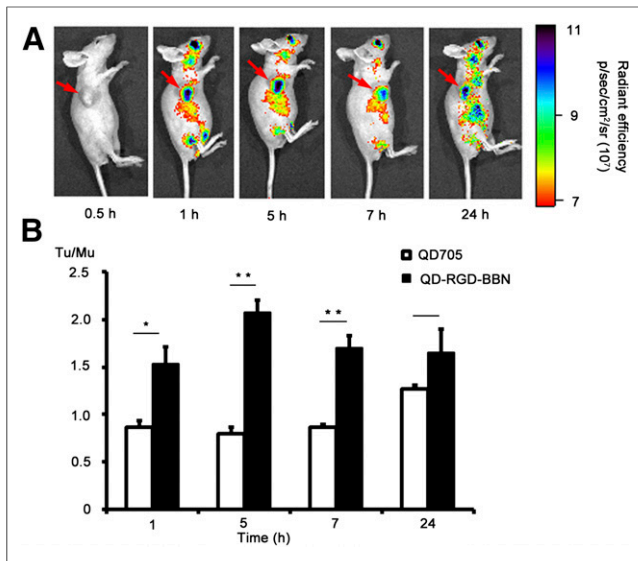 A
0.5 h
1 h
5 h
7 h
24 h
11
9
7
Radiant efficiency
p/sec/cm²/sr (10⁷)
B
Tu/Mu
QD705
QD-RGD-BBN
2.5
2.0
1.5
1.0
0.5
0
*
**
**
1
5
7
24
Time (h)